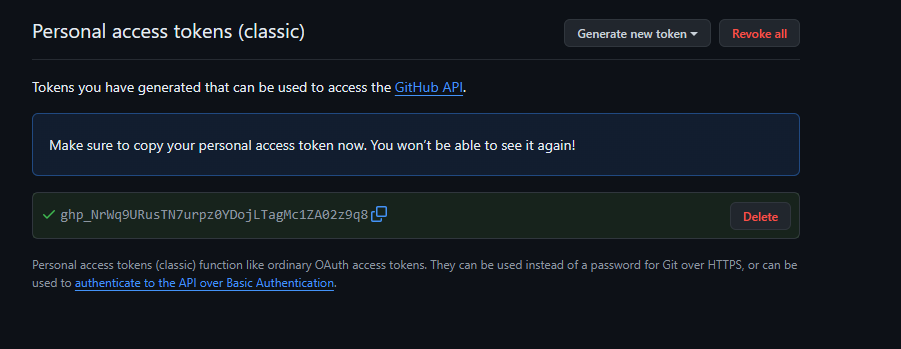 Personal access tokens (classic)
Generate new token
Revoke all
Tokens you have generated that can be used to access the GitHub API.
Make sure to copy your personal access token now. You won't be able to see it again!
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
Delete
Personal access tokens (classic) function like ordinary OAuth access tokens. They can be used instead of a password for Git over HTTPS, or can be
used to authenticate to the API over Basic Authentication.